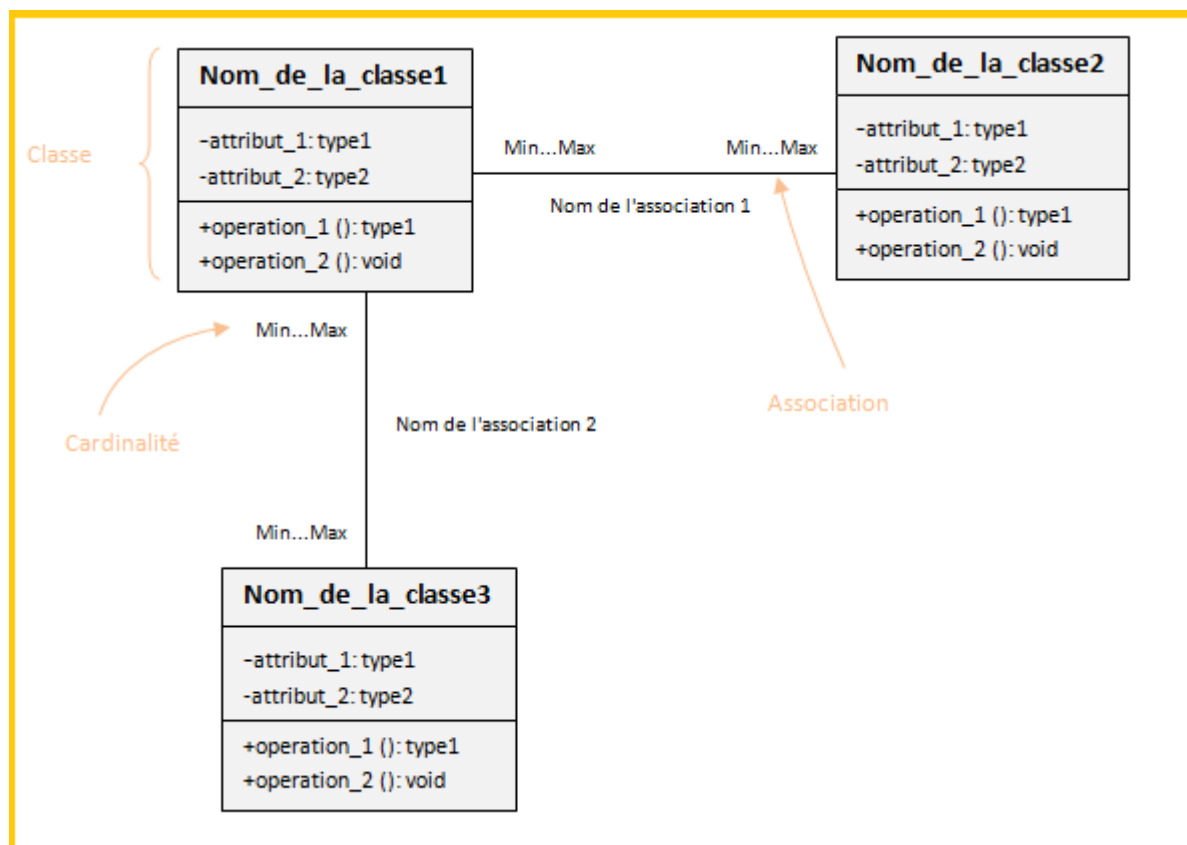 Nom_de_la_classe1
-attribut_1: type1
-attribut_2: type2
+operation_1 (): type1
+operation_2 (): void
Classe
Min...Max
Min...Max
Nom de l'association 1
Nom_de_la_classe2
-attribut_1: type1
-attribut_2: type2
+operation_1 (): type1
+operation_2 (): void
Min...Max
Cardinalité
Association
Nom de l'association 2
Min...Max
Nom_de_la_classe3
-attribut_1: type1
-attribut_2: type2
+operation_1 (): type1
+operation_2 (): void